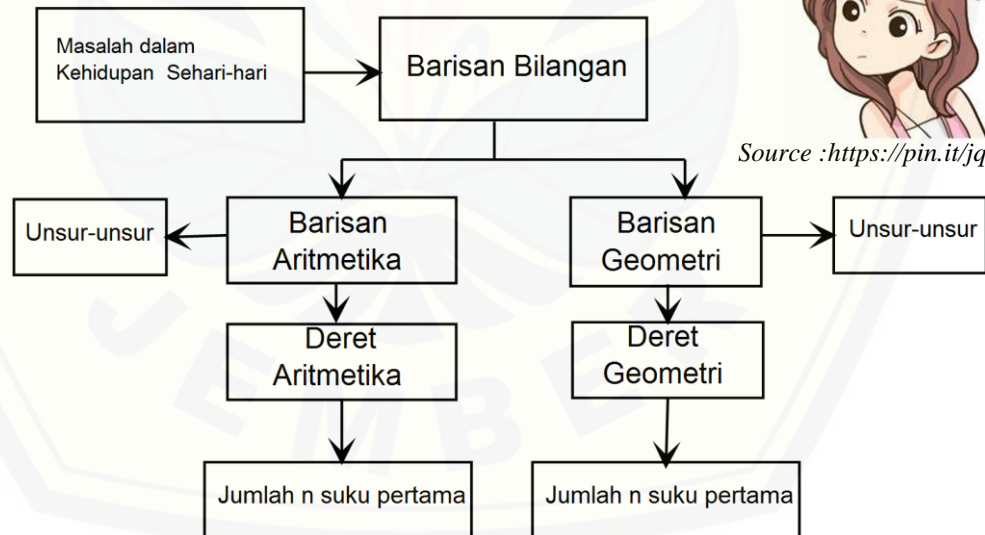 Masalah dalam
Kehidupan Sehari-hari
Barisan Bilangan
Source :https://pin.it/jq
Unsur-unsur
Barisan
Aritmetika
Barisan
Geometri
Unsur-unsur
Deret
Aritmetika
Deret
Geometri
Jumlah n suku pertama
Jumlah n suku pertama
JEMBER